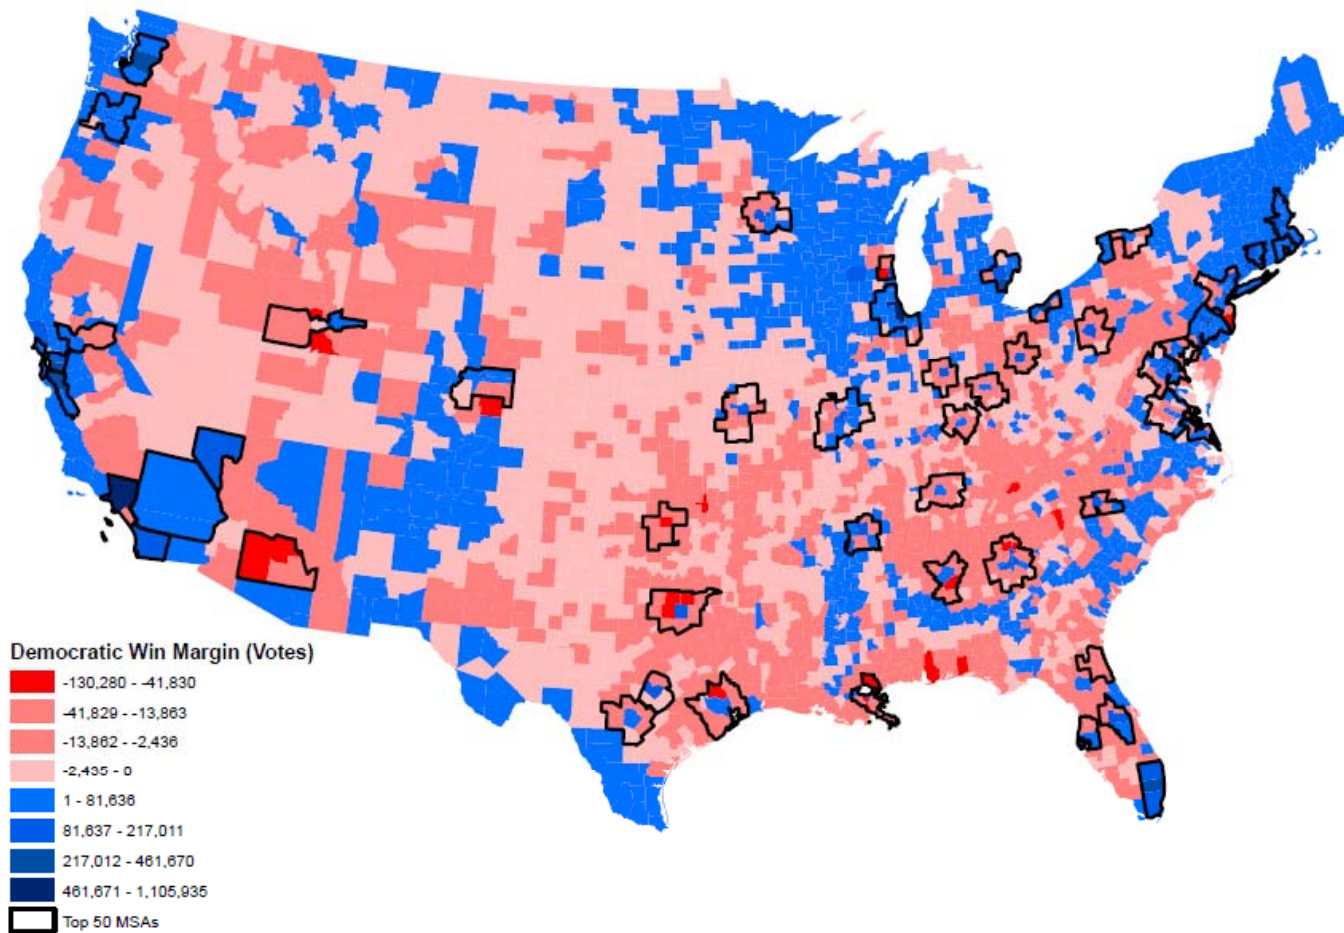 Democratic Win Margin (Votes)
-130,280 - -41,830
-41,829 - -13,863
-13,862 - -2,436
-2,435 - 0
1 - 81,636
81,637 - 217,011
217,012 - 461,670
461,671 - 1,105,935
Top 50 MSAs